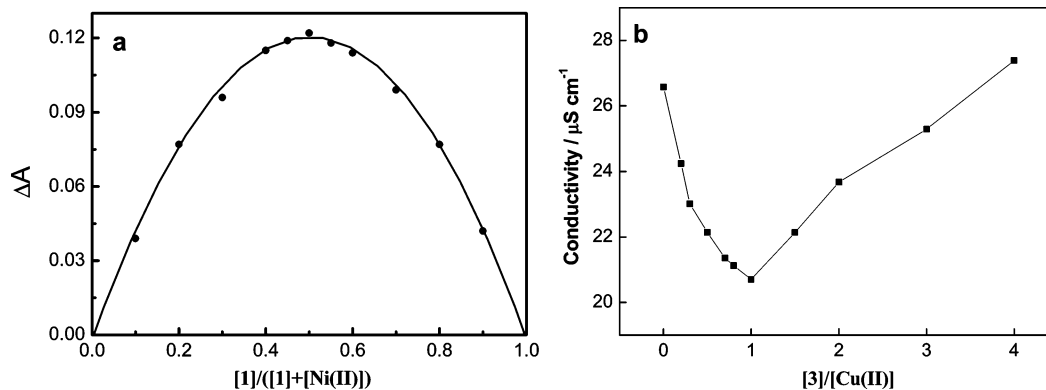 a
0.12
0.09
0.06
0.03
0.00
ΔA
0.0 0.2 0.4 0.6 0.8 1.0
[1]/([1]+[Ni(II)])
b
28
26
24
22
20
Conductivity / μS cm⁻¹
0 1 2 3 4
[3]/[Cu(II)]